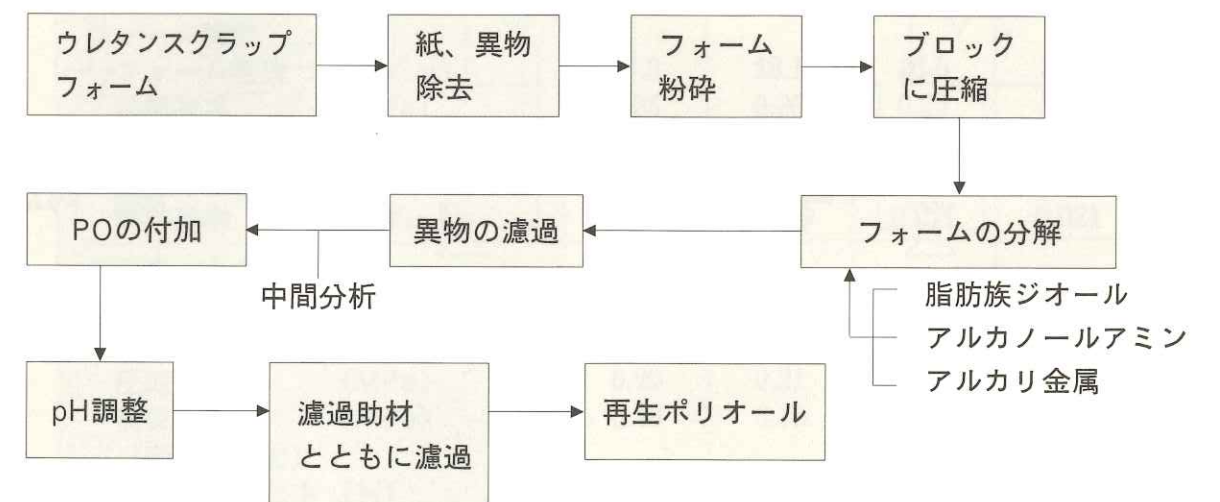 ウレタンスクラップ
フォーム
紙、異物
除去
フォーム
粉砕
ブロック
に圧縮
フォームの分解
脂肪族ジオール
アルカノールアミン
アルカリ金属
異物の濾過
中間分析
POの付加
pH調整
濾過助材
とともに濾過
再生ポリオール